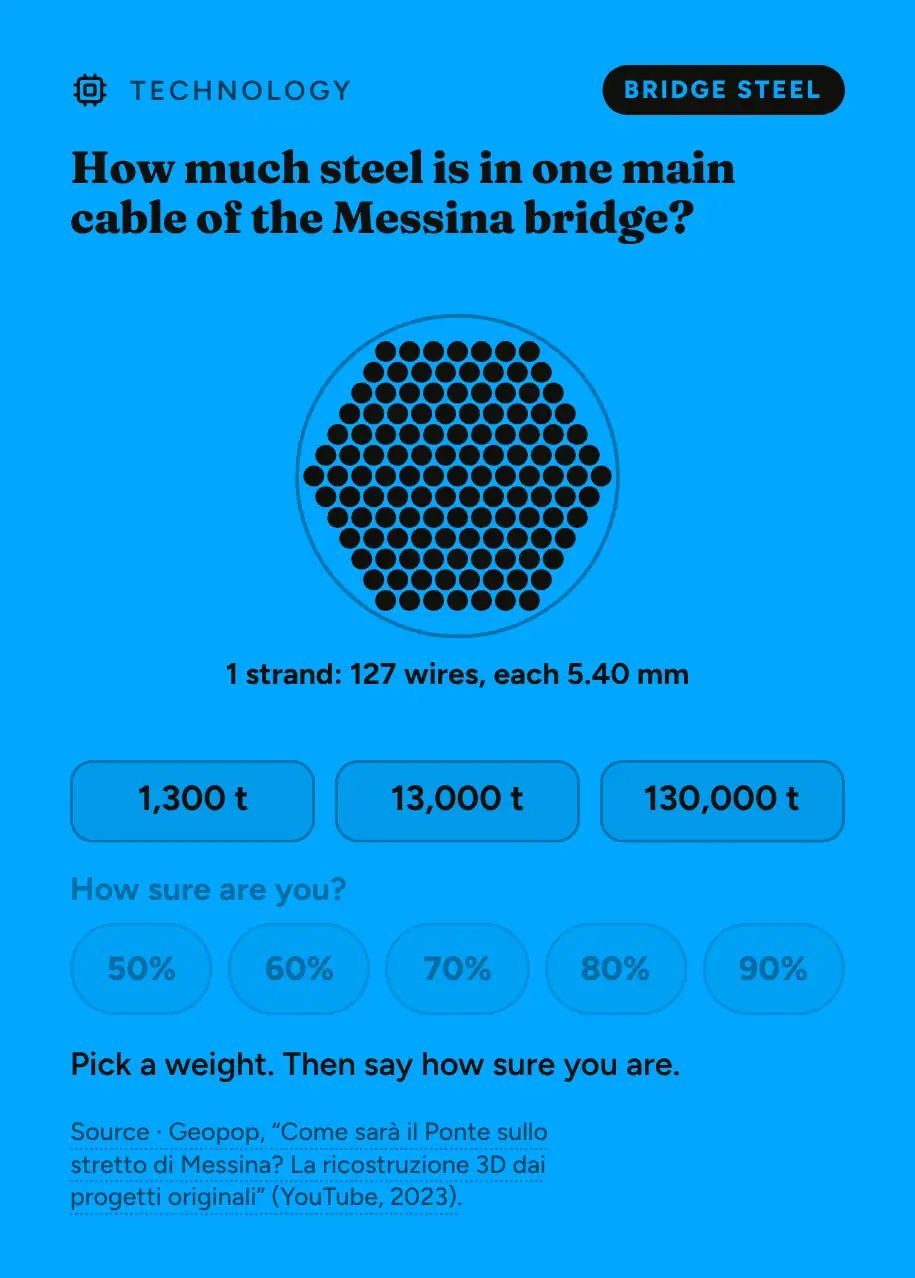 TECHNOLOGY
BRIDGE STEEL
How much steel is in one main
cable of the Messina bridge?
1 strand: 127 wires, each 5.40 mm
1,300 t
13,000 t
130,000 t
How sure are you?
50%
60%
70%
80%
90%
Pick a weight. Then say how sure you are.
Source · Geopop, “Come sarà il Ponte sullo
stretto di Messina? La ricostruzione 3D dai
progetti originali” (YouTube, 2023).